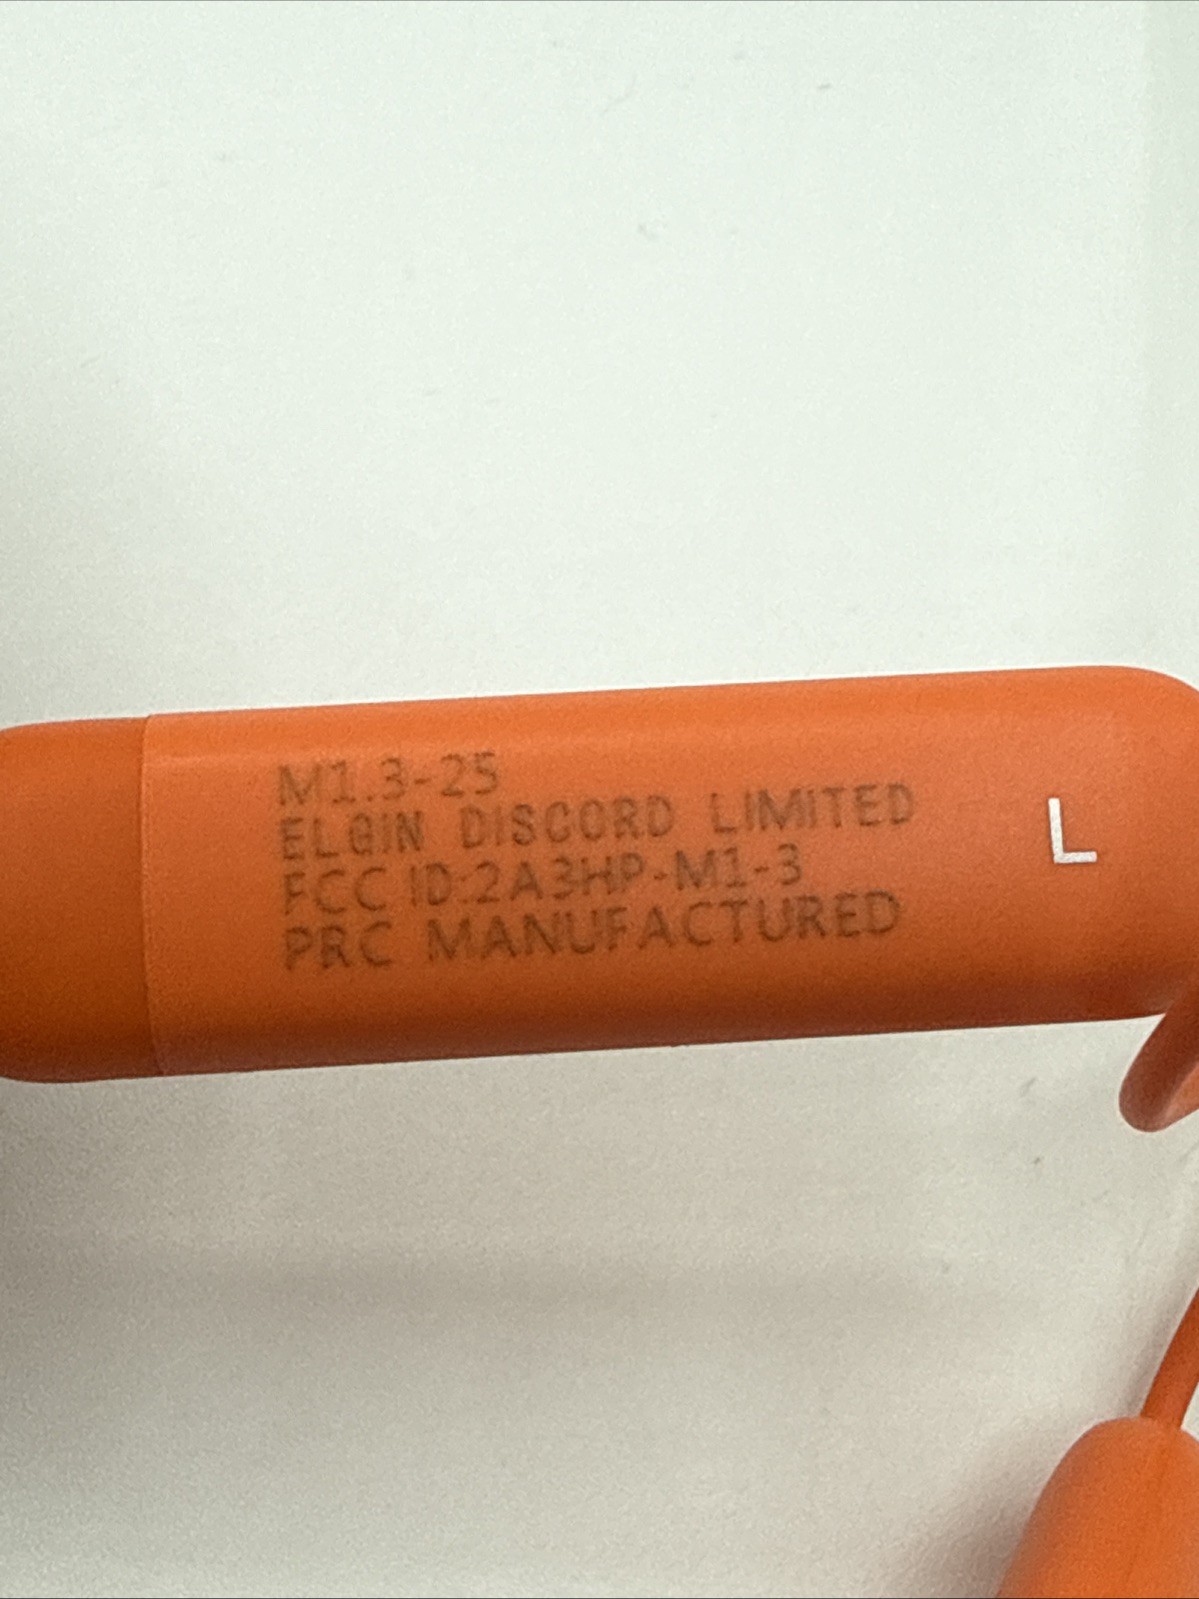 M1.3-25
ELGIN DISCORD LIMITED
FCC ID:2A3HP-M1-3
PRC MANUFACTURED
L